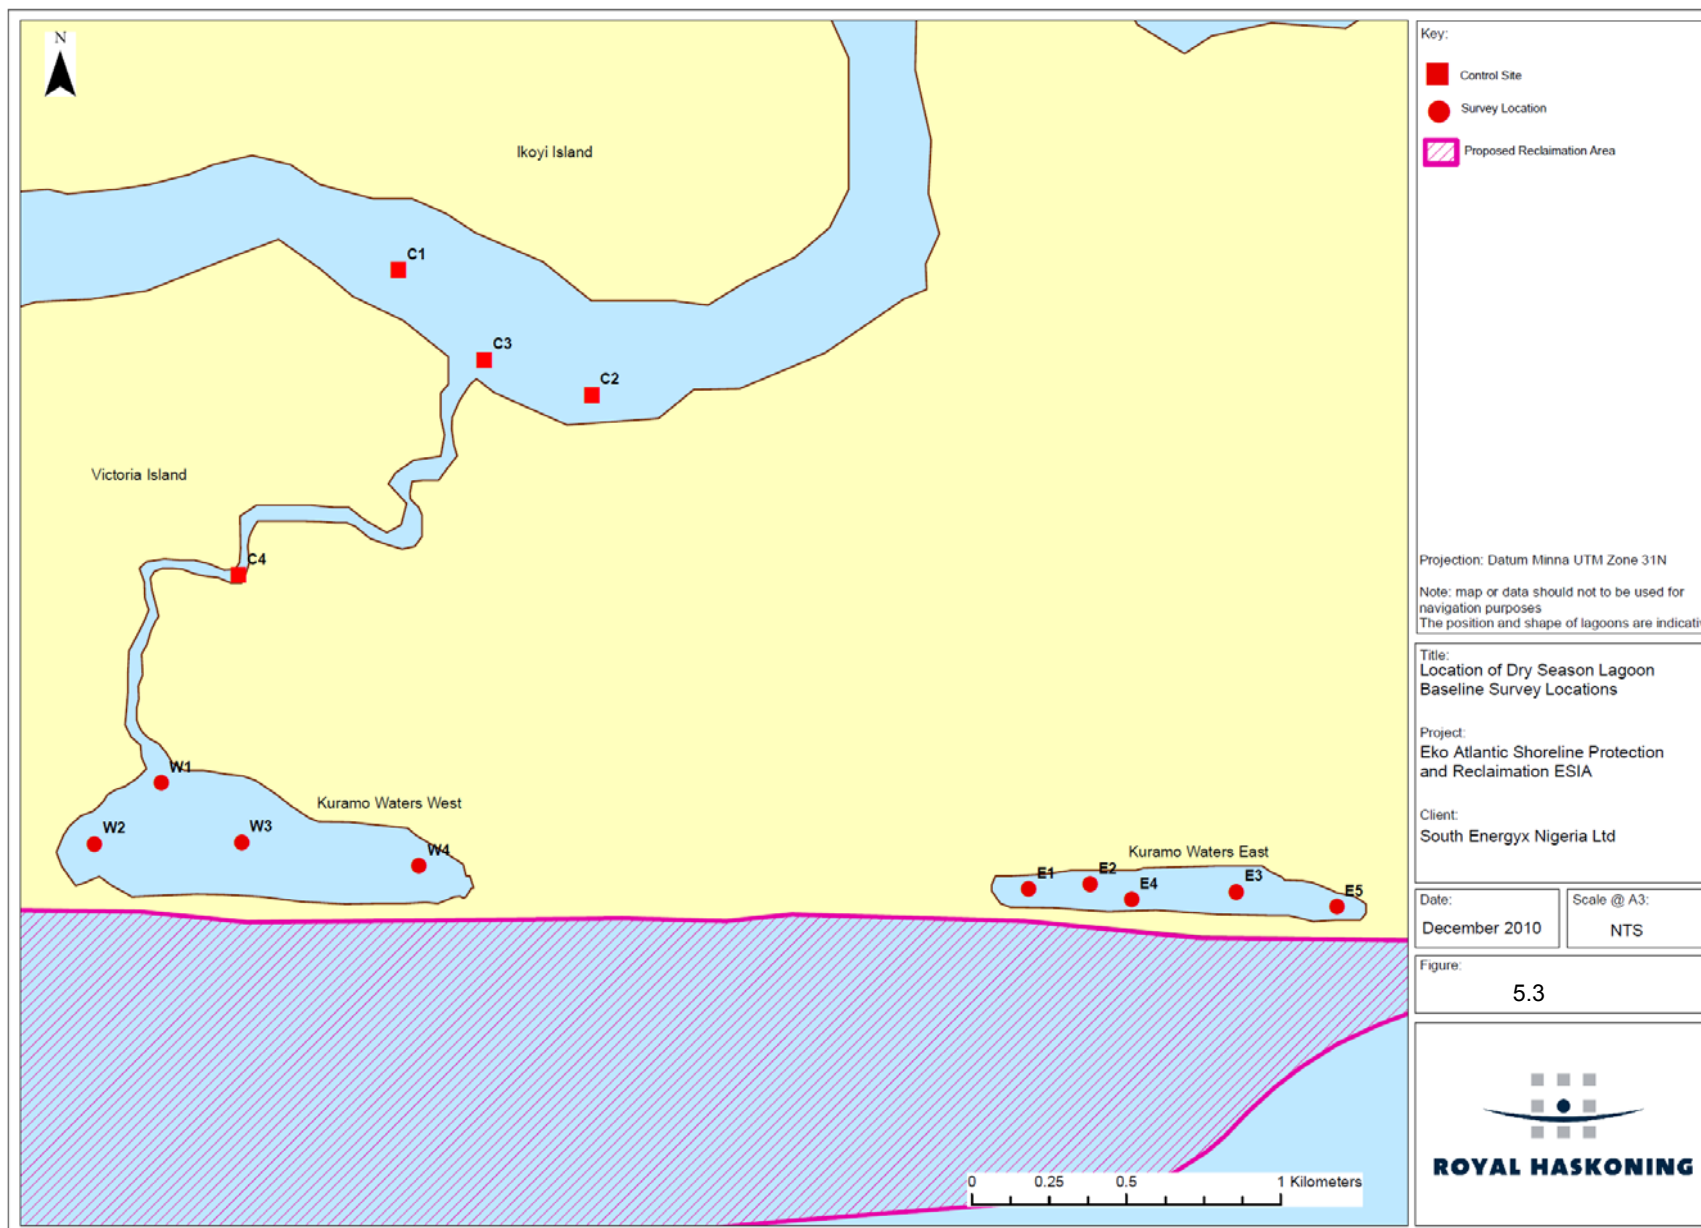 N
Ikoyi Island
C1
C3
C2
Victoria Island
C4
W1
Kuramo Waters West
W2
W3
W4
Kuramo Waters East
E1
E2
E4
E3
E5
0 0.25 0.5 1 Kilometers
Key:
Control Site
Survey Location
Proposed Reclaimation Area
Projection: Datum Minna UTM Zone 31N
Note: map or data should not to be used for
navigation purposes
The position and shape of lagoons are indicati
Title:
Location of Dry Season Lagoon
Baseline Survey Locations
Project:
Eko Atlantic Shoreline Protection
and Reclamation ESIA
Client:
South Energyx Nigeria Ltd
Date:
December 2010
Scale @ A3:
NTS
Figure:
5.3
ROYAL HASKONING